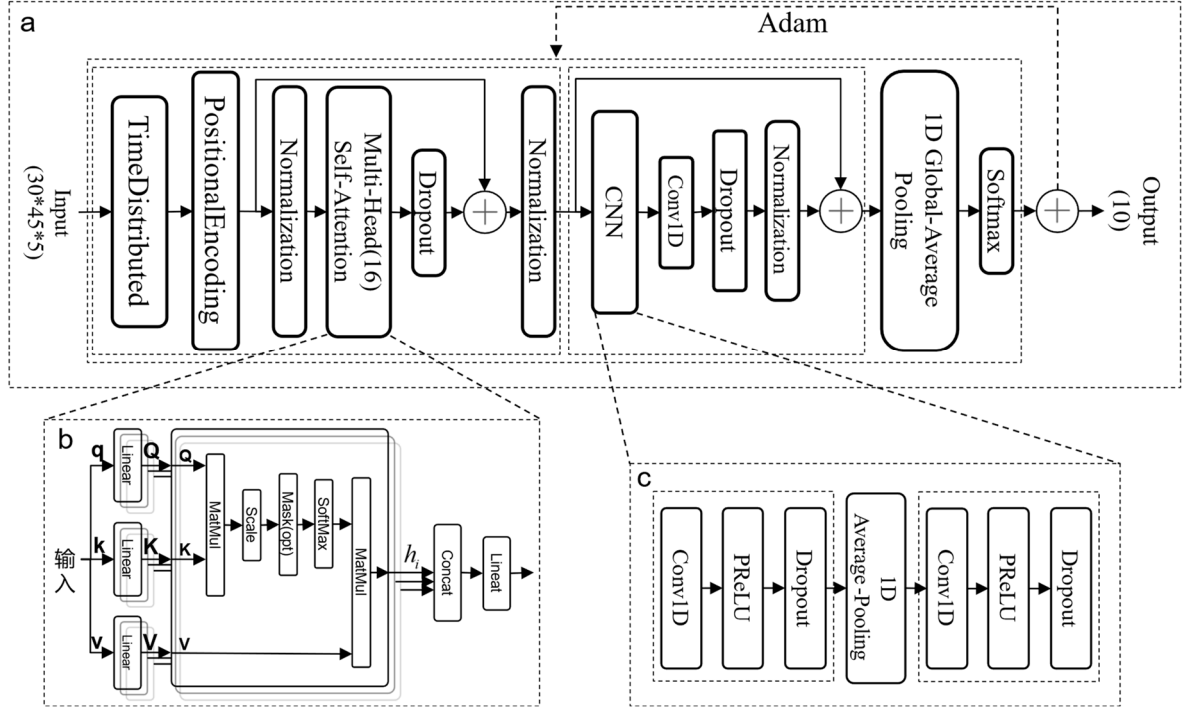 a
Adam
Input
(30*45*5)
TimeDistributed
PositionalEncoding
Normalization
Multi-Head(16)
Self-Attention
Dropout
Normalization
CNN
Conv1D
Dropout
Normalization
1D Global-Average
Pooling
Softmax
Output
(10)
b
输
入
q
k
v
Linear
Linear
Linear
Q
K
V
Q
K
V
MatMul
Scale
Mask(opt)
SoftMax
MatMul
hi
Concat
Lineat
c
Conv1D
PReLU
Dropout
1D
Average-Pooling
Conv1D
PReLU
Dropout